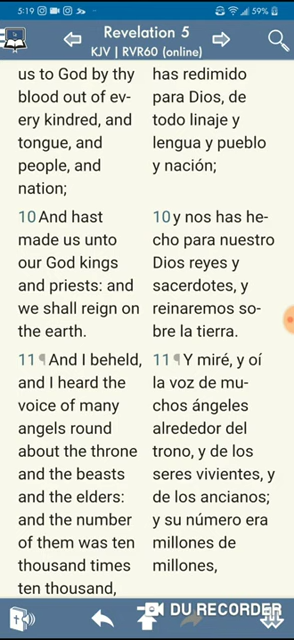 5:19
59%
Revelation 5
KJV | RVR60 (online)
us to God by thy
blood out of ev-
ery kindred, and
tongue, and
people, and
nation;
10 And hast
made us unto
our God kings
and priests: and
we shall reign on
the earth.
11 ¶ And I beheld,
and I heard the
voice of many
angels round
about the throne
and the beasts
and the elders:
and the number
of them was ten
thousand times
ten thousand,
has redimido
para Dios, de
todo linaje y
lengua y pueblo
y nación;
10 y nos has he-
cho para nuestro
Dios reyes y
sacerdotes, y
reinaremos so-
bre la tierra.
11 ¶ Y miré, y oí
la voz de mu-
chos ángeles
alrededor del
trono, y de los
seres vivientes, y
de los ancianos;
y su número era
millones de
millones,
DU RECORDER